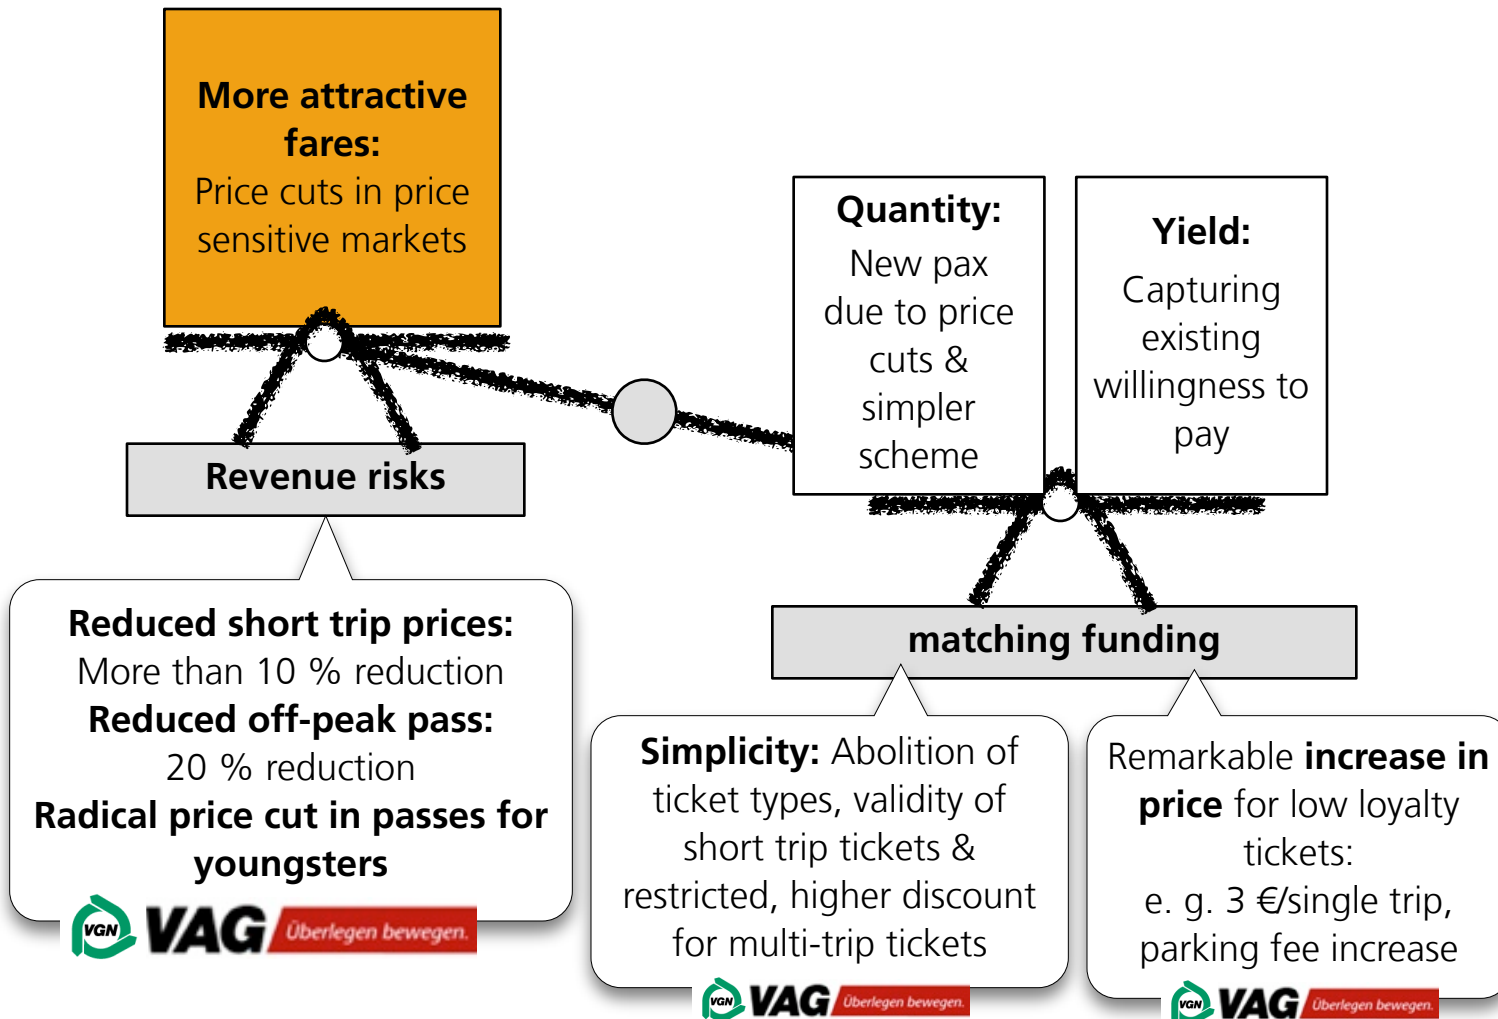 More attractive
fares:
Price cuts in price
sensitive markets
Quantity:
New pax
due to price
cuts &
simpler
scheme
Yield:
Capturing
existing
willingness to
pay
Revenue risks
matching funding
Reduced short trip prices:
More than 10 % reduction
Reduced off-peak pass:
20 % reduction
Radical price cut in passes for
youngsters
VGN VAG Überlegen bewegen.
Simplicity: Abolition of
ticket types, validity of
short trip tickets &
restricted, higher discount
for multi-trip tickets
VGN VAG Überlegen bewegen.
Remarkable increase in
price for low loyalty
tickets:
e. g. 3 €/single trip,
parking fee increase
VGN VAG Überlegen bewegen.